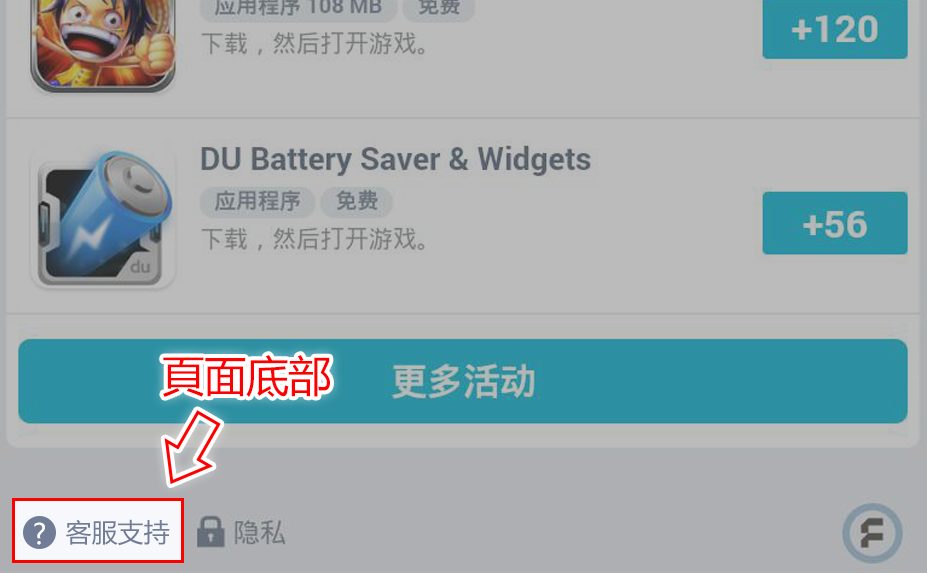 应用程序 108 MB 免费
下载，然后打开游戏。
+120
DU Battery Saver & Widgets
应用程序 免费
下载，然后打开游戏。
+56
du
頁面底部
更多活动
? 客服支持
隐私
F